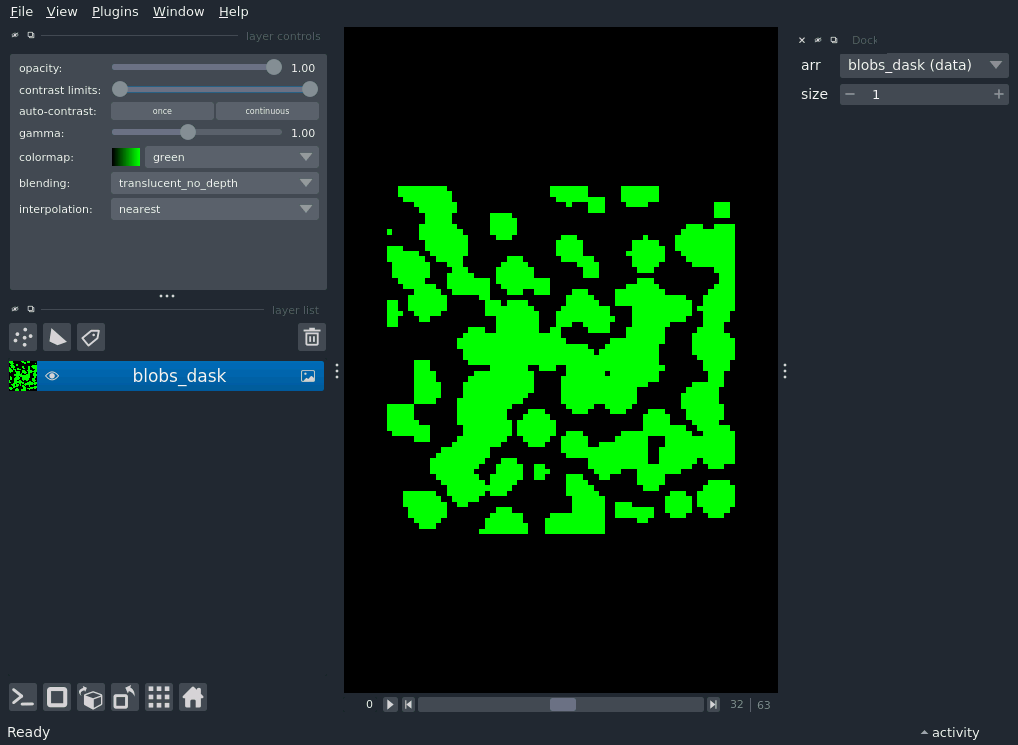 File View Plugins Window Help
layer controls
opacity: 1.00
contrast limits:
auto-contrast: once continuous
gamma: 1.00
colormap: green
blending: translucent_no_depth
interpolation: nearest
layer list
blobs_dask
0 32 63
Dock
arr blobs_dask (data)
size 1
Ready
activity